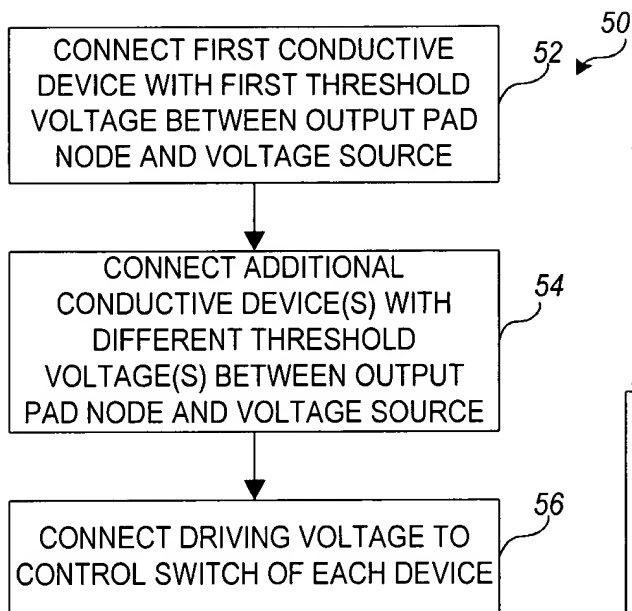 50
CONNECT FIRST CONDUCTIVE
DEVICE WITH FIRST THRESHOLD
VOLTAGE BETWEEN OUTPUT PAD
NODE AND VOLTAGE SOURCE
52
CONNECT ADDITIONAL
CONDUCTIVE DEVICE(S) WITH
DIFFERENT THRESHOLD
VOLTAGE(S) BETWEEN OUTPUT
PAD NODE AND VOLTAGE SOURCE
54
CONNECT DRIVING VOLTAGE TO
CONTROL SWITCH OF EACH DEVICE
56